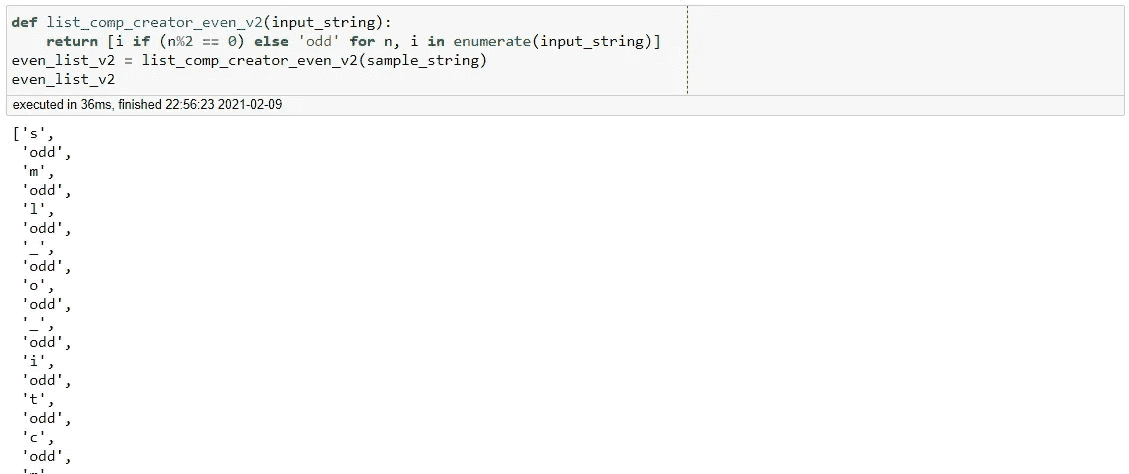 def list_comp_creator_even_v2(input_string):
    return [i if (n%2 == 0) else 'odd' for n, i in enumerate(input_string)]
even_list_v2 = list_comp_creator_even_v2(sample_string)
even_list_v2
executed in 36ms, finished 22:56:23 2021-02-09
['s',
 'odd',
 'm',
 'odd',
 'l',
 'odd',
 '_',
 'odd',
 'o',
 'odd',
 '_',
 'odd',
 'i',
 'odd',
 't',
 'odd',
 'c',
 'odd',